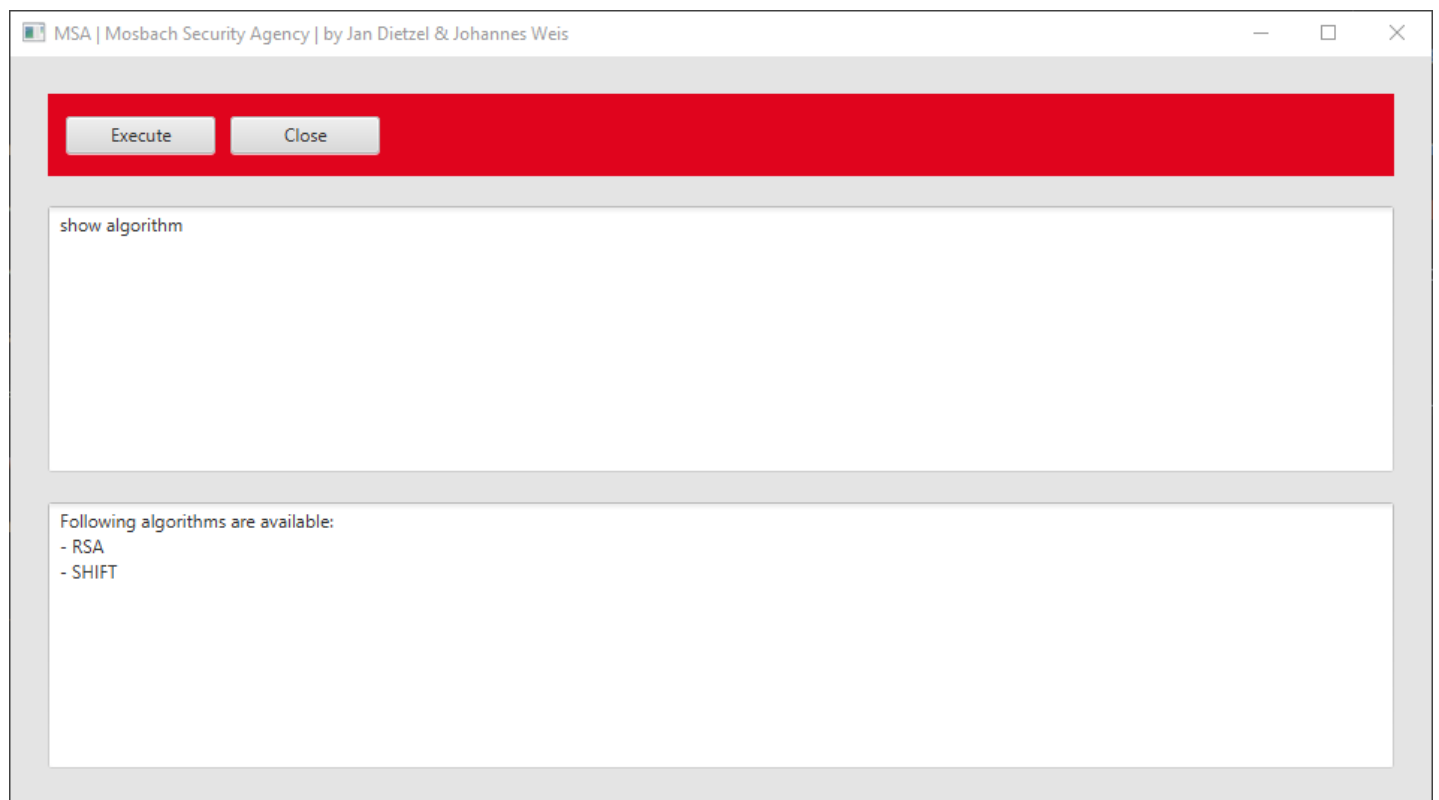 MSA | Mosbach Security Agency | by Jan Dietzel & Johannes Weis
Execute Close
show algorithm
Following algorithms are available:
- RSA
- SHIFT